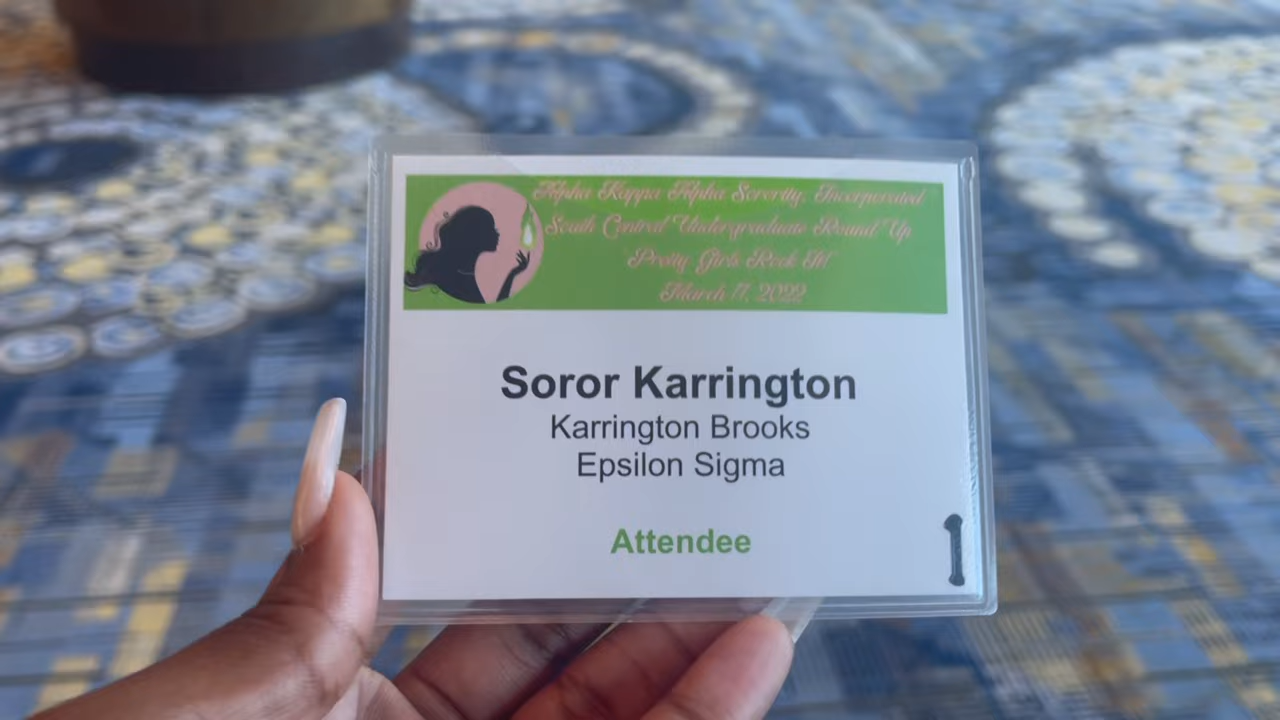 Alpha Kappa Alpha Sorority, Incorporated
South Central Undergraduate Round Up
"Pretty Girls Rock It!"
March 17, 2022
Soror Karrington
Karrington Brooks
Epsilon Sigma
Attendee
1